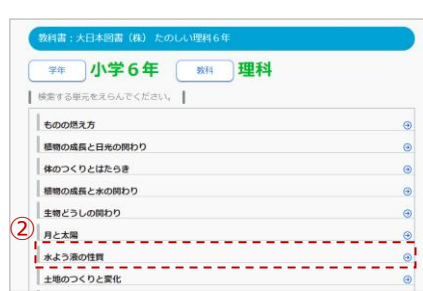 教科書：大日本図書（株） たのしい理科６年
学年 小学６年 教科 理科
検索する単元をえらんでください。
ものの燃え方
植物の成長と日光の関わり
体のつくりとはたらき
植物の成長と水の関わり
生物どうしの関わり
②
月と太陽
水よう液の性質
土地のつくりと変化